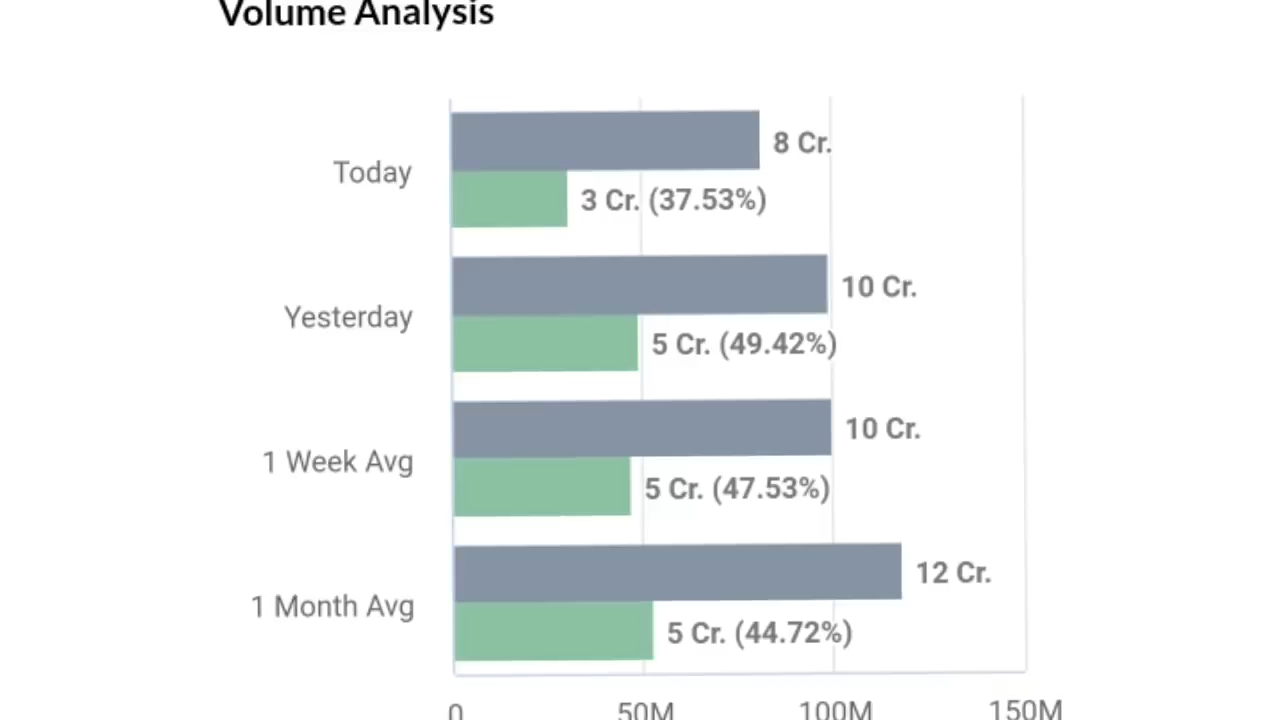 Volume Analysis
Today
8 Cr.
3 Cr. (37.53%)
Yesterday
10 Cr.
5 Cr. (49.42%)
1 Week Avg
10 Cr.
5 Cr. (47.53%)
1 Month Avg
12 Cr.
5 Cr. (44.72%)
0 50M 100M 150M